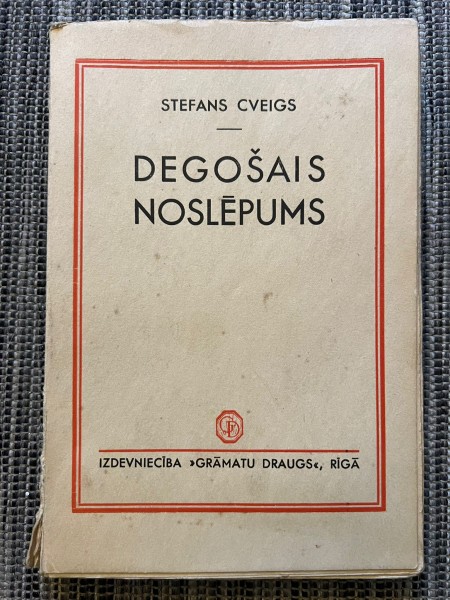 STEFANS CVEIGS
DEGOŠAIS
NOSLĒPUMS
IZDEVNIECĪBA »GRĀMATU DRAUGS«, RĪGĀ